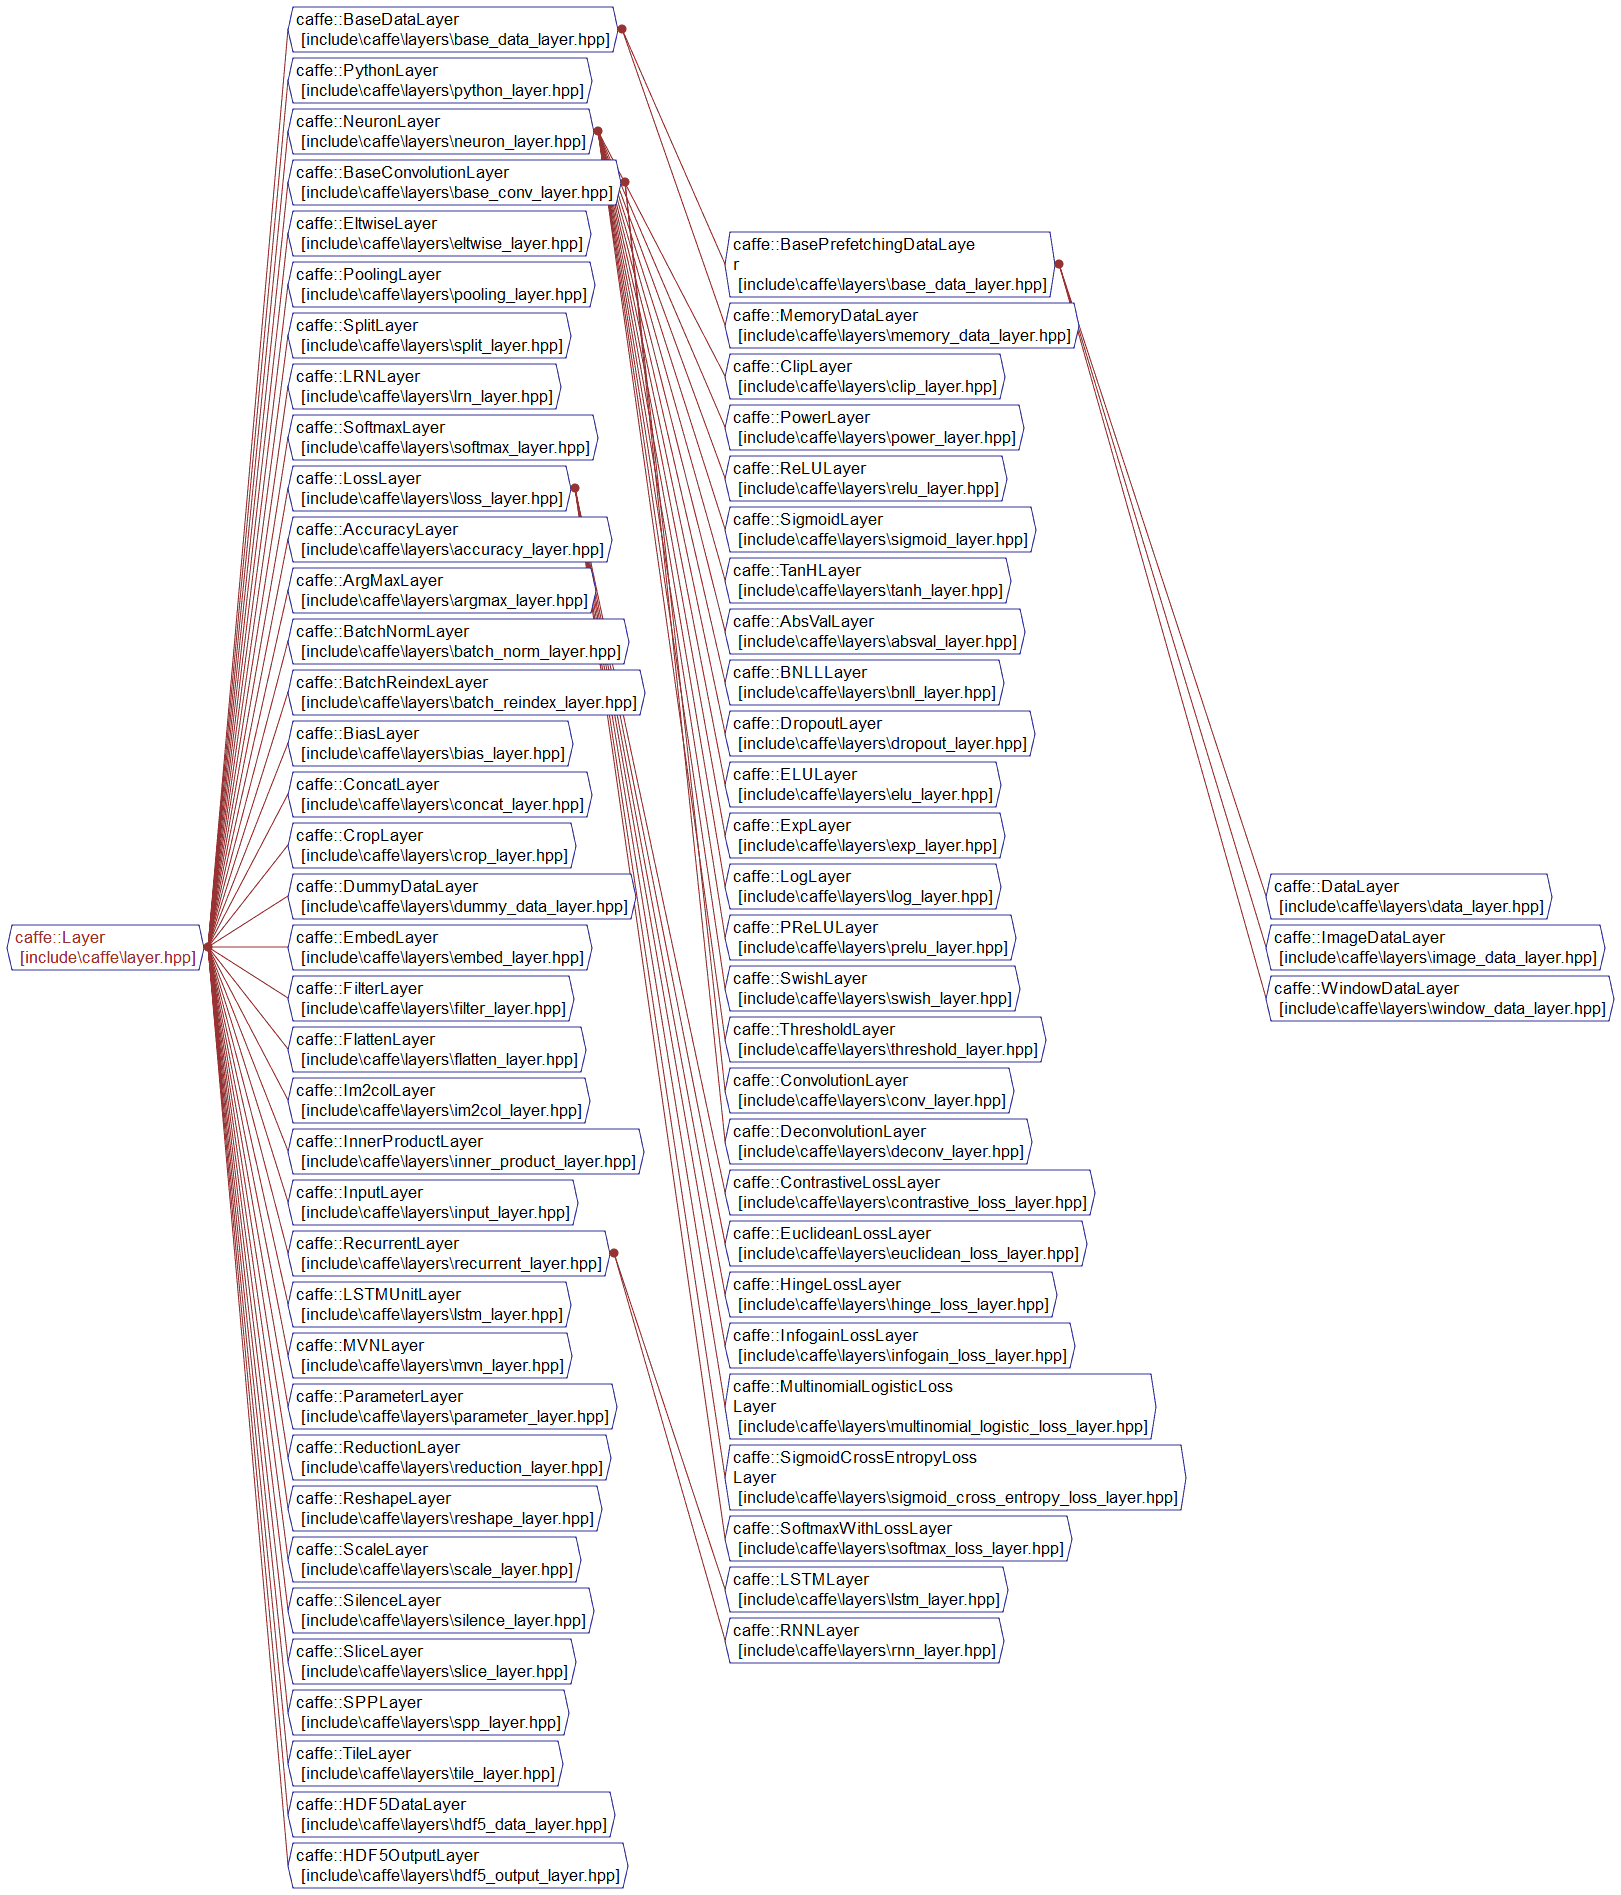 caffe::Layer
[include\caffe\layer.hpp]
caffe::BaseDataLayer
[include\caffe\layers\base_data_layer.hpp]
caffe::PythonLayer
[include\caffe\layers\python_layer.hpp]
caffe::NeuronLayer
[include\caffe\layers\neuron_layer.hpp]
caffe::BaseConvolutionLayer
[include\caffe\layers\base_conv_layer.hpp]
caffe::EltwiseLayer
[include\caffe\layers\eltwise_layer.hpp]
caffe::PoolingLayer
[include\caffe\layers\pooling_layer.hpp]
caffe::SplitLayer
[include\caffe\layers\split_layer.hpp]
caffe::LRNLayer
[include\caffe\layers\lrn_layer.hpp]
caffe::SoftmaxLayer
[include\caffe\layers\softmax_layer.hpp]
caffe::LossLayer
[include\caffe\layers\loss_layer.hpp]
caffe::AccuracyLayer
[include\caffe\layers\accuracy_layer.hpp]
caffe::ArgMaxLayer
[include\caffe\layers\argmax_layer.hpp]
caffe::BatchNormLayer
[include\caffe\layers\batch_norm_layer.hpp]
caffe::BatchReindexLayer
[include\caffe\layers\batch_reindex_layer.hpp]
caffe::BiasLayer
[include\caffe\layers\bias_layer.hpp]
caffe::ConcatLayer
[include\caffe\layers\concat_layer.hpp]
caffe::CropLayer
[include\caffe\layers\crop_layer.hpp]
caffe::DummyDataLayer
[include\caffe\layers\dummy_data_layer.hpp]
caffe::EmbedLayer
[include\caffe\layers\embed_layer.hpp]
caffe::FilterLayer
[include\caffe\layers\filter_layer.hpp]
caffe::FlattenLayer
[include\caffe\layers\flatten_layer.hpp]
caffe::Im2colLayer
[include\caffe\layers\im2col_layer.hpp]
caffe::InnerProductLayer
[include\caffe\layers\inner_product_layer.hpp]
caffe::InputLayer
[include\caffe\layers\input_layer.hpp]
caffe::RecurrentLayer
[include\caffe\layers\recurrent_layer.hpp]
caffe::LSTMUnitLayer
[include\caffe\layers\lstm_layer.hpp]
caffe::MVNLayer
[include\caffe\layers\mvn_layer.hpp]
caffe::ParameterLayer
[include\caffe\layers\parameter_layer.hpp]
caffe::ReductionLayer
[include\caffe\layers\reduction_layer.hpp]
caffe::ReshapeLayer
[include\caffe\layers\reshape_layer.hpp]
caffe::ScaleLayer
[include\caffe\layers\scale_layer.hpp]
caffe::SilenceLayer
[include\caffe\layers\silence_layer.hpp]
caffe::SliceLayer
[include\caffe\layers\slice_layer.hpp]
caffe::SPPLayer
[include\caffe\layers\spp_layer.hpp]
caffe::TileLayer
[include\caffe\layers\tile_layer.hpp]
caffe::HDF5DataLayer
[include\caffe\layers\hdf5_data_layer.hpp]
caffe::HDF5OutputLayer
[include\caffe\layers\hdf5_output_layer.hpp]
caffe::BasePrefetchingDataLaye
r
[include\caffe\layers\base_data_layer.hpp]
caffe::MemoryDataLayer
[include\caffe\layers\memory_data_layer.hpp]
caffe::ClipLayer
[include\caffe\layers\clip_layer.hpp]
caffe::PowerLayer
[include\caffe\layers\power_layer.hpp]
caffe::ReLULayer
[include\caffe\layers\relu_layer.hpp]
caffe::SigmoidLayer
[include\caffe\layers\sigmoid_layer.hpp]
caffe::TanHLayer
[include\caffe\layers\tanh_layer.hpp]
caffe::AbsValLayer
[include\caffe\layers\absval_layer.hpp]
caffe::BNLLLayer
[include\caffe\layers\bnll_layer.hpp]
caffe::DropoutLayer
[include\caffe\layers\dropout_layer.hpp]
caffe::ELULayer
[include\caffe\layers\elu_layer.hpp]
caffe::ExpLayer
[include\caffe\layers\exp_layer.hpp]
caffe::LogLayer
[include\caffe\layers\log_layer.hpp]
caffe::PReLULayer
[include\caffe\layers\prelu_layer.hpp]
caffe::SwishLayer
[include\caffe\layers\swish_layer.hpp]
caffe::ThresholdLayer
[include\caffe\layers\threshold_layer.hpp]
caffe::ConvolutionLayer
[include\caffe\layers\conv_layer.hpp]
caffe::DeconvolutionLayer
[include\caffe\layers\deconv_layer.hpp]
caffe::ContrastiveLossLayer
[include\caffe\layers\contrastive_loss_layer.hpp]
caffe::EuclideanLossLayer
[include\caffe\layers\euclidean_loss_layer.hpp]
caffe::HingeLossLayer
[include\caffe\layers\hinge_loss_layer.hpp]
caffe::InfogainLossLayer
[include\caffe\layers\infogain_loss_layer.hpp]
caffe::MultinomialLogisticLoss
Layer
[include\caffe\layers\multinomial_logistic_loss_layer.hpp]
caffe::SigmoidCrossEntropyLoss
Layer
[include\caffe\layers\sigmoid_cross_entropy_loss_layer.hpp]
caffe::SoftmaxWithLossLayer
[include\caffe\layers\softmax_loss_layer.hpp]
caffe::LSTMLayer
[include\caffe\layers\lstm_layer.hpp]
caffe::RNNLayer
[include\caffe\layers\rnn_layer.hpp]
caffe::DataLayer
[include\caffe\layers\data_layer.hpp]
caffe::ImageDataLayer
[include\caffe\layers\image_data_layer.hpp]
caffe::WindowDataLayer
[include\caffe\layers\window_data_layer.hpp]